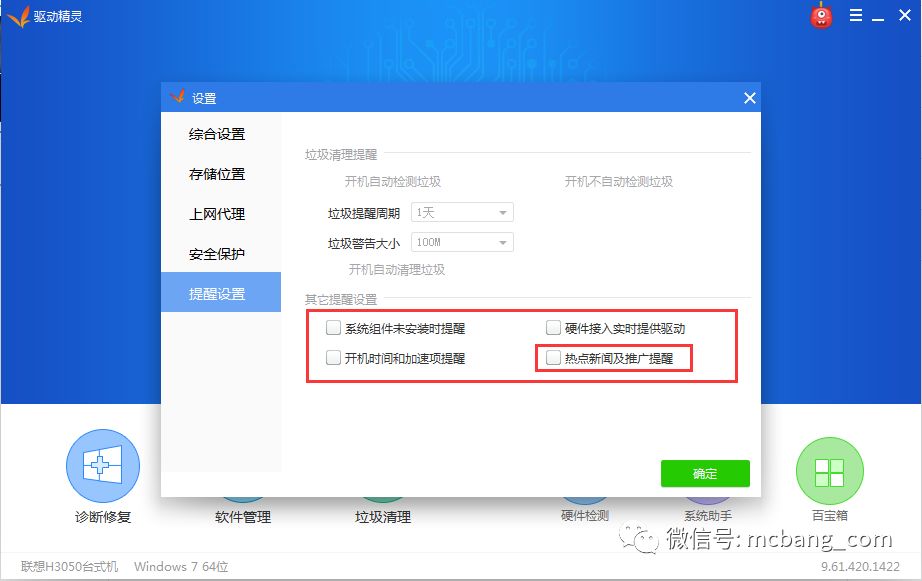 驱动精灵
设置
综合设置
存储位置
上网代理
安全保护
提醒设置
垃圾清理提醒
开机自动检测垃圾 开机不自动检测垃圾
垃圾提醒周期 1天
垃圾警告大小 100M
开机自动清理垃圾
其它提醒设置
系统组件未安装时提醒 硬件接入实时提供驱动
开机时间和加速项提醒 热点新闻及推广提醒
确定
诊断修复 软件管理 垃圾清理 硬件检测 系统助手 百宝箱
微信号: mcbang_com
联想H3050台式机 Windows 7 64位 9.61.420.1422